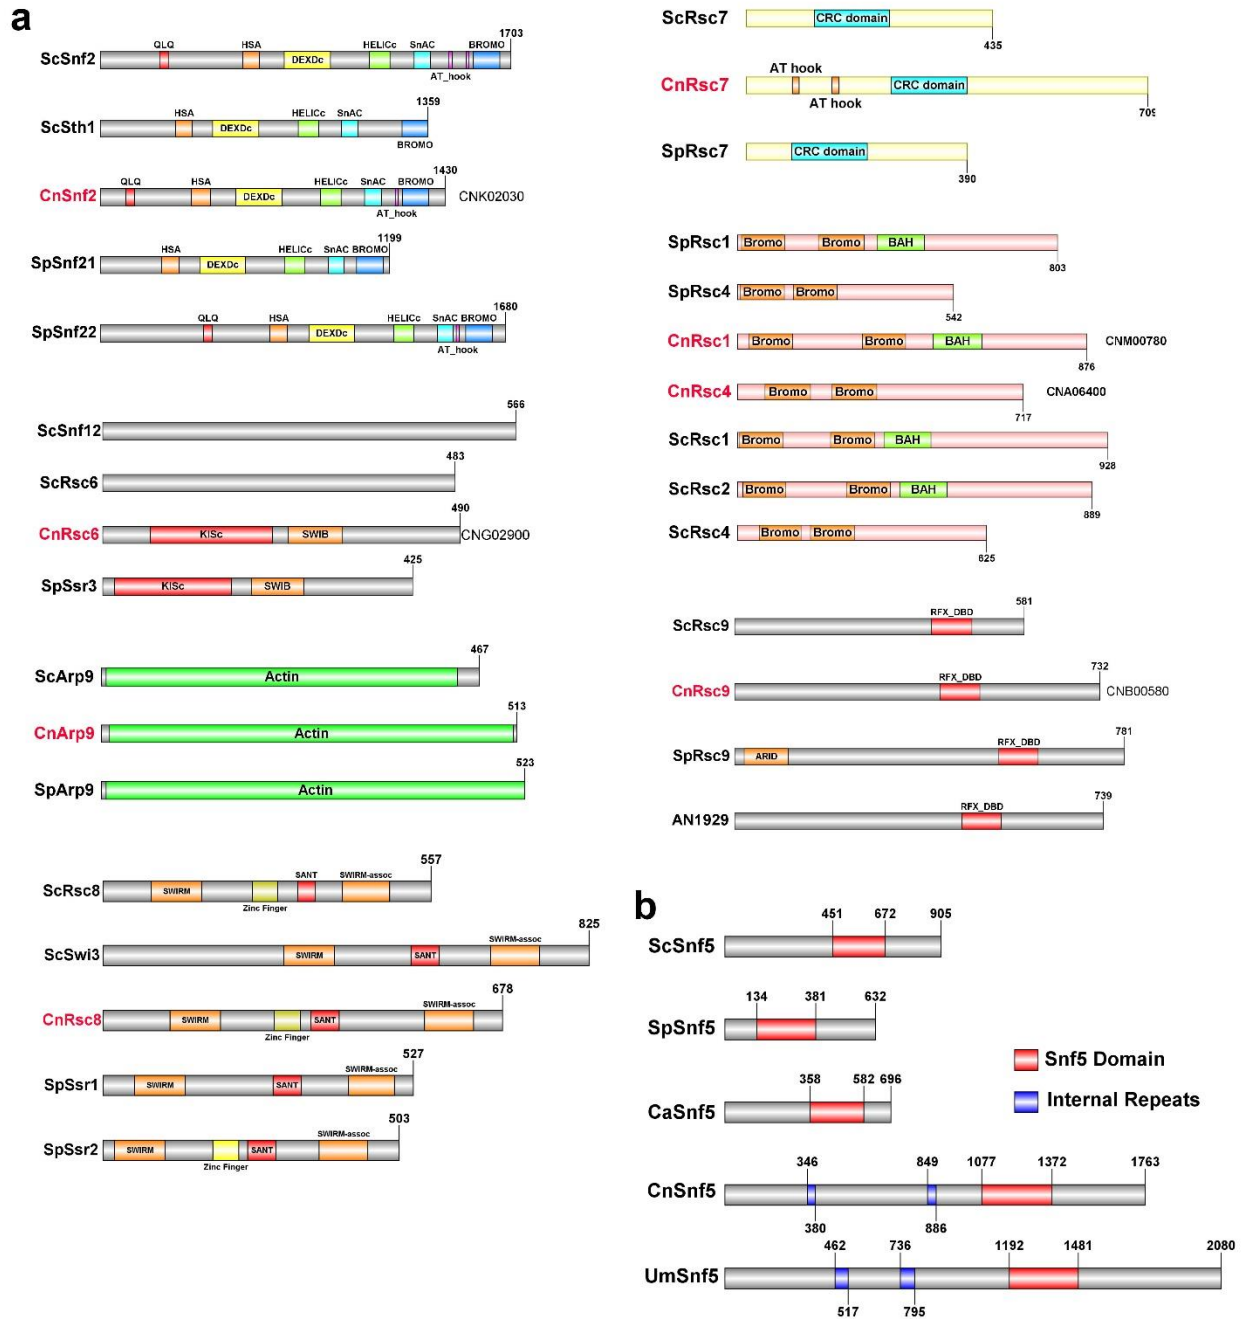 a
1703
QLQ HSA HELICc SnAC BROMO
ScSnf2 DEXDc
AT_hook
1359
HSA HELICc SnAC
ScSth1 DEXDc
BROMO
1430
QLQ HSA HELICc SnAC BROMO
CnSnf2 DEXDc CNK02030
AT_hook
1199
HSA HELICc SnAC BROMO
SpSnf21 DEXDc
1680
QLQ HSA HELICc SnAC BROMO
SpSnf22 DEXDc
AT_hook
566
ScSnf12
483
ScRsc6
490
CnRsc6 KISc SWIB CNG02900
425
SpSsr3 KISc SWIB
467
ScArp9 Actin
513
CnArp9 Actin
523
SpArp9 Actin
557
SANT SWIRM-assoc
ScRsc8 SWIRM
Zinc Finger
825
SWIRM-assoc
ScSwi3 SWIRM SANT
678
SWIRM-assoc
CnRsc8 SWIRM SANT
Zinc Finger
527
SWIRM-assoc
SpSsr1 SWIRM SANT
503
SWIRM-assoc
SpSsr2 SWIRM SANT
Zinc Finger
ScRsc7 CRC domain
435
AT hook
CnRsc7 CRC domain
AT hook
709
SpRsc7 CRC domain
390
SpRsc1 Bromo Bromo BAH
803
SpRsc4 Bromo Bromo
542
CnRsc1 Bromo Bromo BAH CNM00780
876
CnRsc4 Bromo Bromo CNA06400
717
ScRsc1 Bromo Bromo BAH
928
ScRsc2 Bromo Bromo BAH
889
ScRsc4 Bromo Bromo
625
581
RFX_DBD
ScRsc9
732
RFX_DBD
CnRsc9 CNB00580
781
RFX_DBD
SpRsc9 ARID
739
RFX_DBD
AN1929
b
451 672 905
ScSnf5
134 381 632
SpSnf5
358 582 696
CaSnf5
Snf5 Domain
Internal Repeats
346 849 1077 1372 1763
CnSnf5
380 886
462 736 1192 1481 2080
UmSnf5
517 795